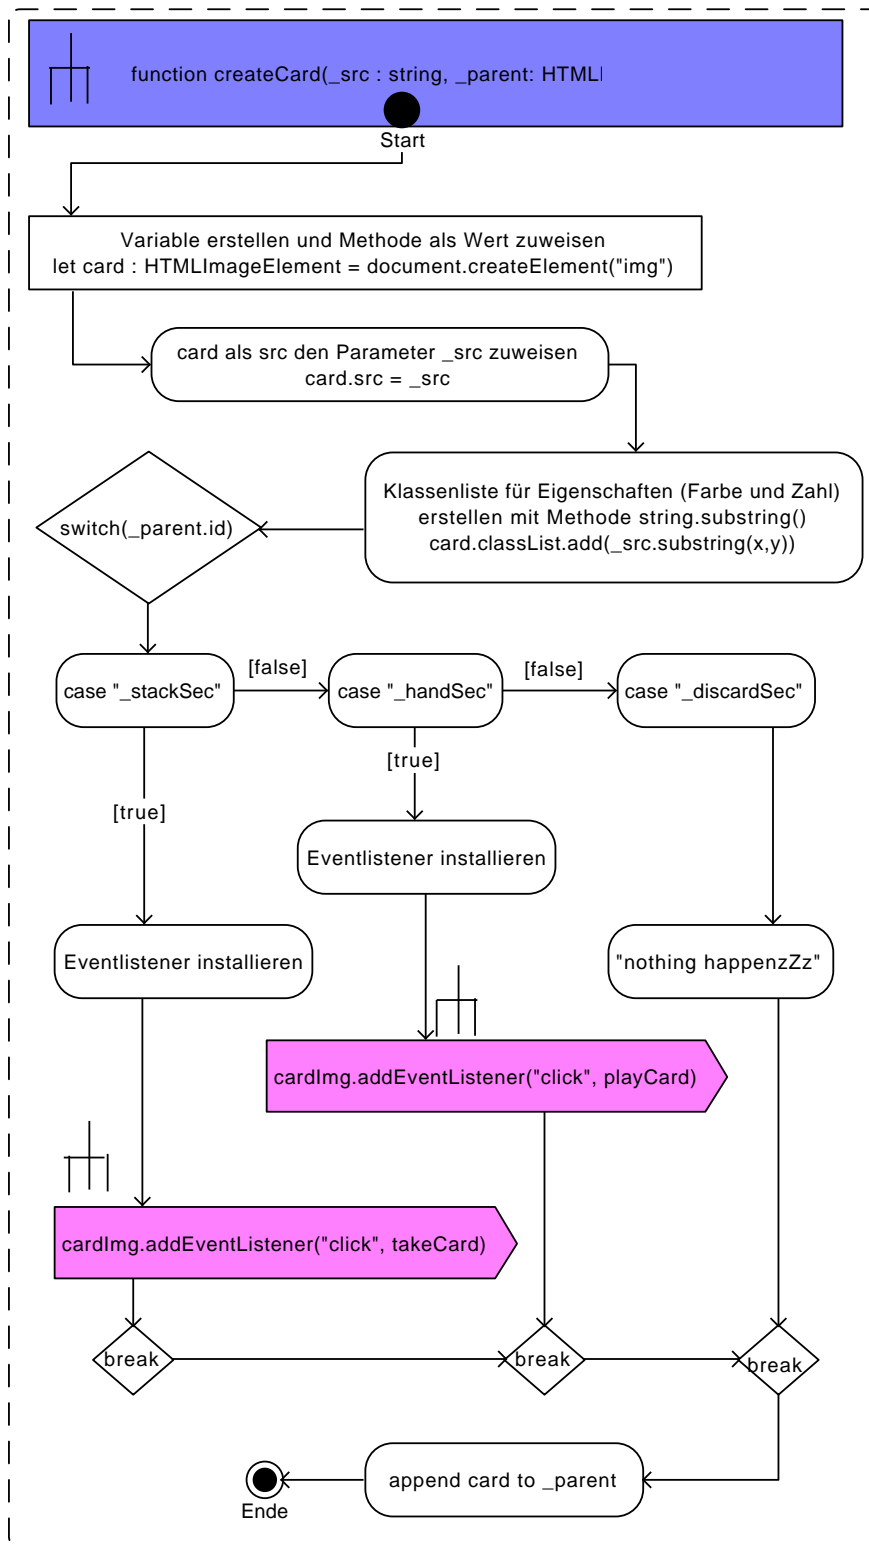 function createCard(_src : string, _parent: HTML
Start
Variable erstellen und Methode als Wert zuweisen
let card : HTMLImageElement = document.createElement("img")
card als src den Parameter _src zuweisen
card.src = _src
Klassenliste für Eigenschaften (Farbe und Zahl)
erstellen mit Methode string.substring()
card.classList.add(_src.substring(x,y))
switch(_parent.id)
case "_stackSec"
[false]
case "_handSec"
[false]
case "_discardSec"
[true]
[true]
Eventlistener installieren
Eventlistener installieren
"nothing happenzZz"
cardImg.addEventListener("click", playCard)
cardImg.addEventListener("click", takeCard)
break
break
break
append card to _parent
Ende